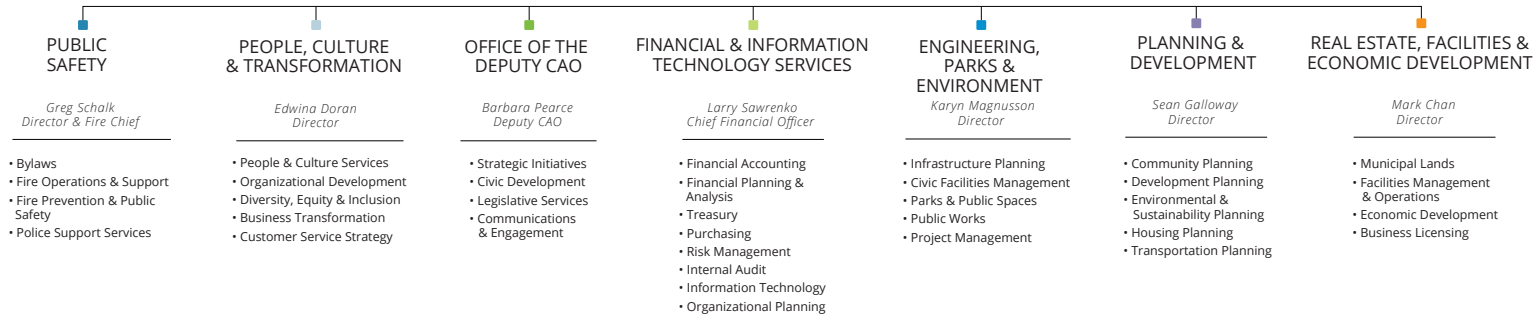 PUBLIC
SAFETY
Greg Schalk
Director & Fire Chief
• Bylaws
• Fire Operations & Support
• Fire Prevention & Public
Safety
• Police Support Services
PEOPLE, CULTURE
& TRANSFORMATION
Edwina Doran
Director
• People & Culture Services
• Organizational Development
• Diversity, Equity & Inclusion
• Business Transformation
• Customer Service Strategy
OFFICE OF THE
DEPUTY CAO
Barbara Pearce
Deputy CAO
• Strategic Initiatives
• Civic Development
• Legislative Services
• Communications
& Engagement
FINANCIAL & INFORMATION
TECHNOLOGY SERVICES
Larry Sawrenko
Chief Financial Officer
• Financial Accounting
• Financial Planning &
Analysis
• Treasury
• Purchasing
• Risk Management
• Internal Audit
• Information Technology
• Organizational Planning
ENGINEERING,
PARKS &
ENVIRONMENT
Karyn Magnusson
Director
• Infrastructure Planning
• Civic Facilities Management
• Parks & Public Spaces
• Public Works
• Project Management
PLANNING &
DEVELOPMENT
Sean Galloway
Director
• Community Planning
• Development Planning
• Environmental &
Sustainability Planning
• Housing Planning
• Transportation Planning
REAL ESTATE, FACILITIES &
ECONOMIC DEVELOPMENT
Mark Chan
Director
• Municipal Lands
• Facilities Management
& Operations
• Economic Development
• Business Licensing